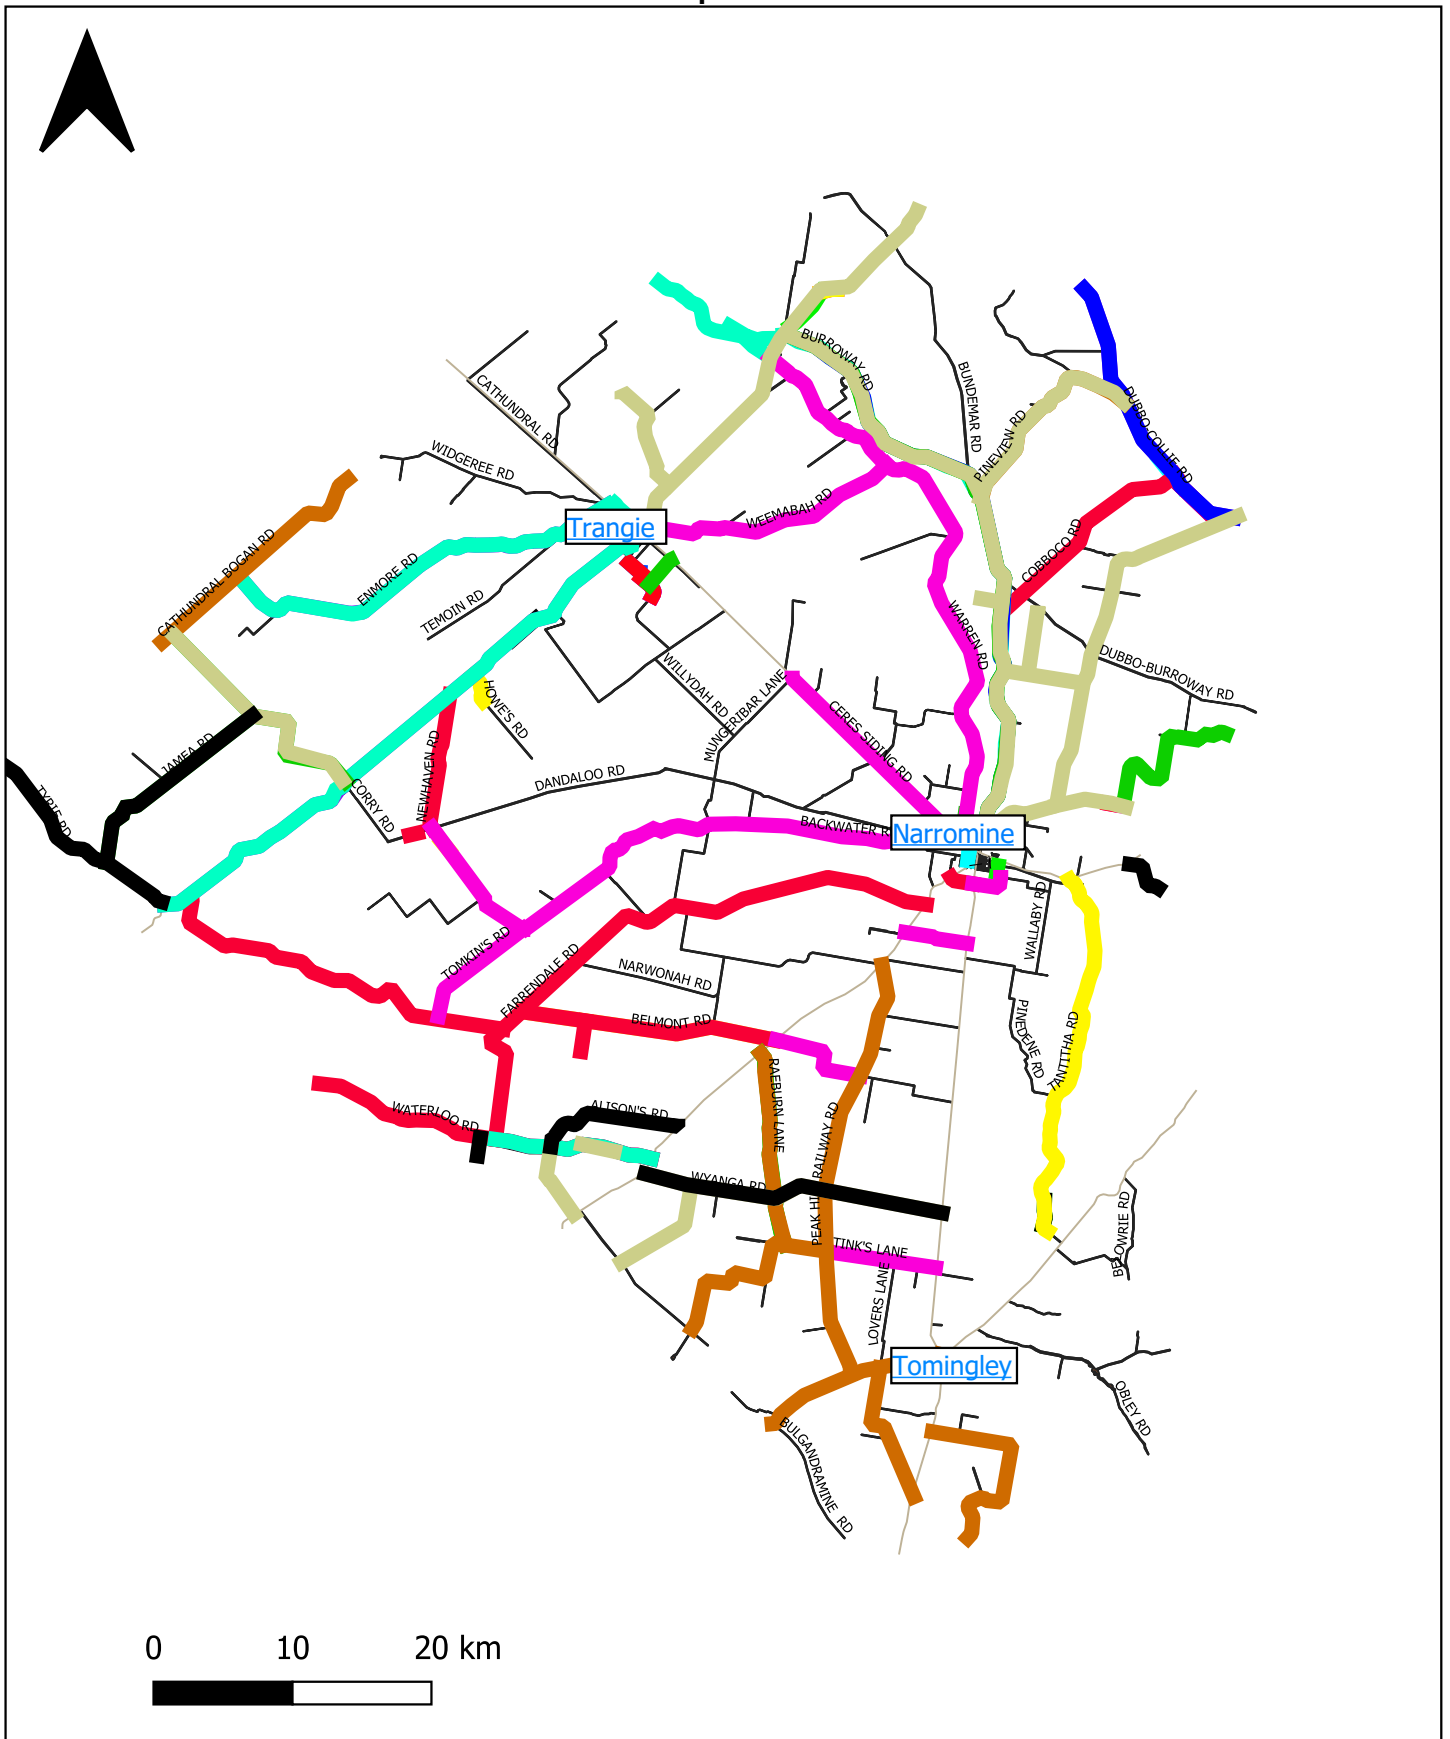 BURROWAY RD
BUNDEMAR RD
CATHUNDRAL RD
DUBBO-COLLIE RD
PINEVIEW RD
WIDGEREE RD
WEEMABAH RD
Trangie
COBBOCO RD
CATHUNDRAL BOGAN RD
ENMORE RD
TEMOIN RD
WARREN RD
DUBBO-BURROWAY RD
WILLYDAH RD
MUNGERIBAR LANE
HOWE'S RD
CERES SIDING RD
JAMEA RD
NEWHAVEN RD
DANDALOO RD
TYRIE RD
CORRY RD
BACKWATER R
Narromine
WALLABY RD
TOMKIN'S RD
FARRENDALE RD
NARWONAH RD
PINEDENE RD
TANTITHA RD
BELMONT RD
RAEBURN LANE
WATERLOO RD
ALISON'S RD
PEAK HILL RAILWAY RD
WYANGA RD
BELOWRIE RD
TINK'S LANE
LOVERS LANE
Tomingley
OBLEY RD
BULGANDRAMINE RD
0 10 20 km